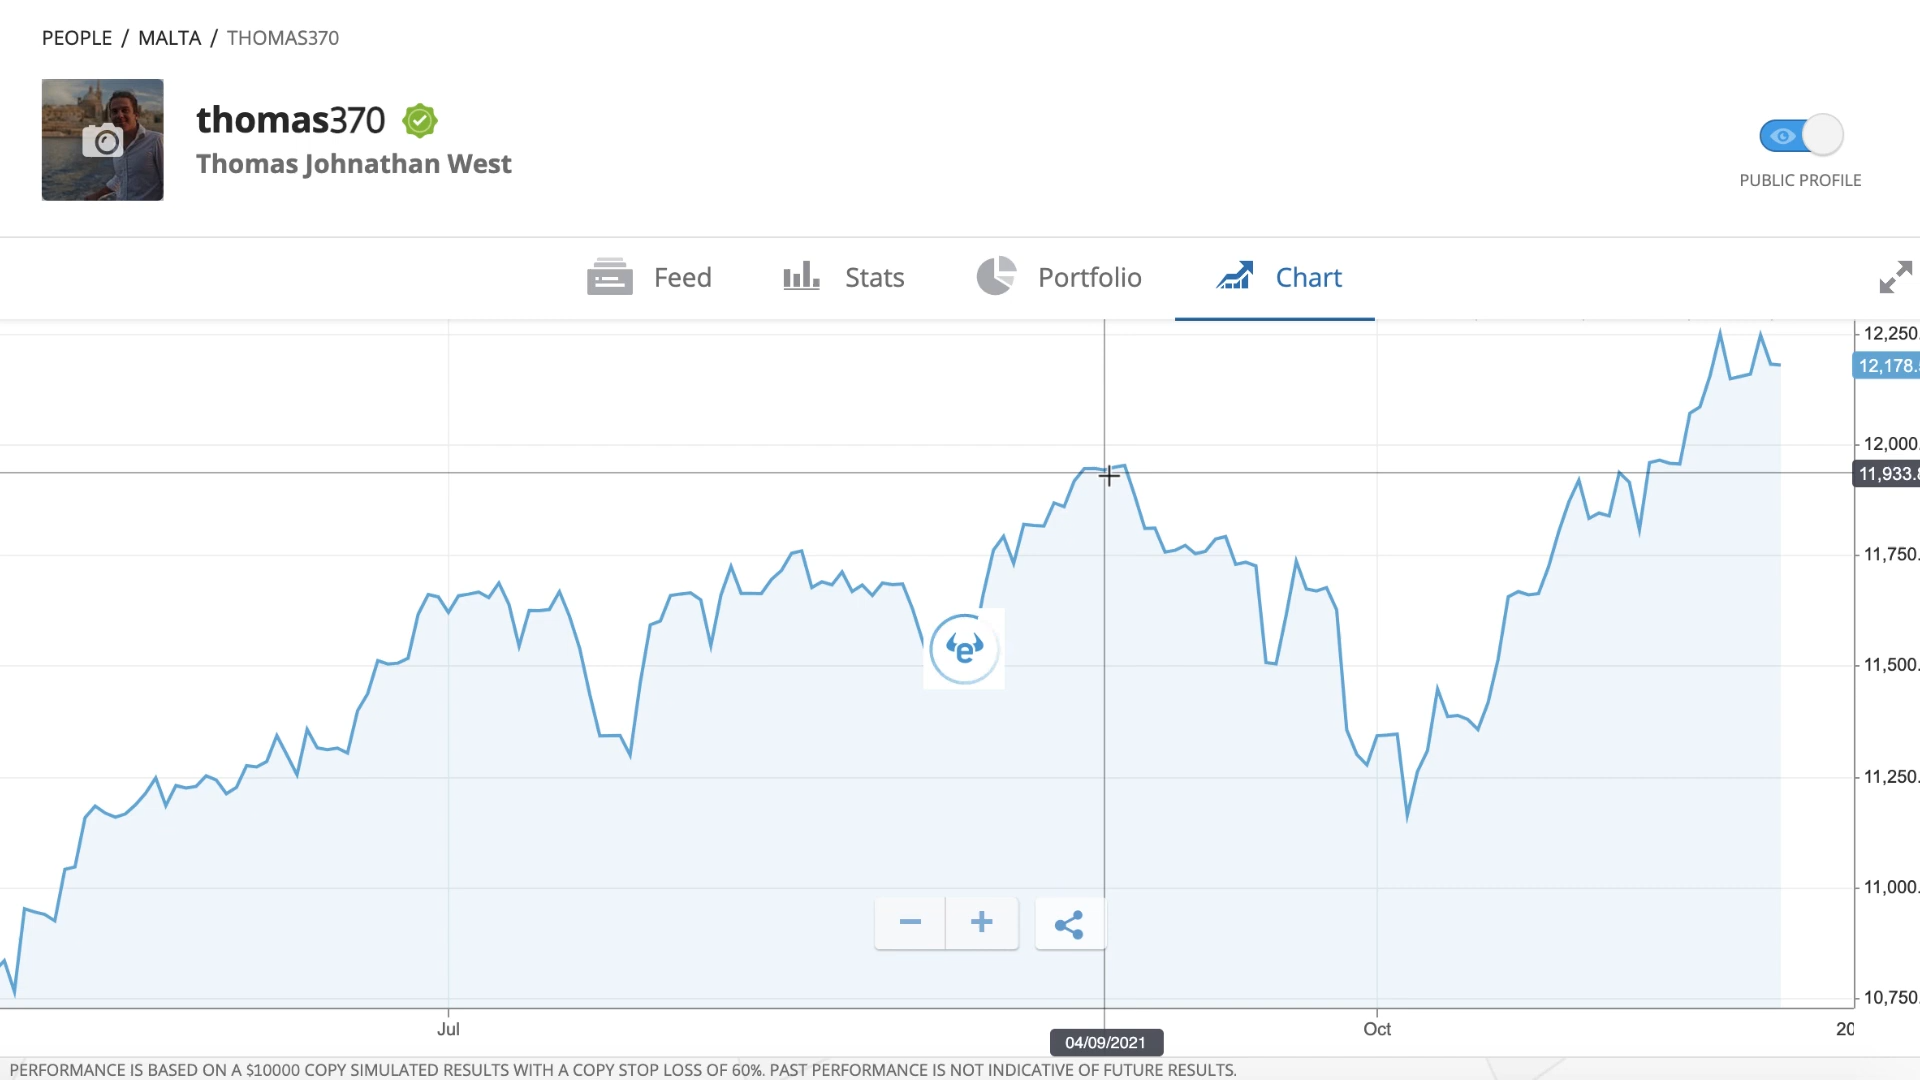 PEOPLE / MALTA / THOMAS370
thomas370
Thomas Johnathan West
PUBLIC PROFILE
Feed
Stats
Portfolio
Chart
12,250.
12,178.
12,000.
11,933.
11,750.
11,500.
11,250.
11,000.
10,750.
e
Jul
Oct
20
04/09/2021
PERFORMANCE IS BASED ON A $10000 COPY SIMULATED RESULTS WITH A COPY STOP LOSS OF 60%. PAST PERFORMANCE IS NOT INDICATIVE OF FUTURE RESULTS.